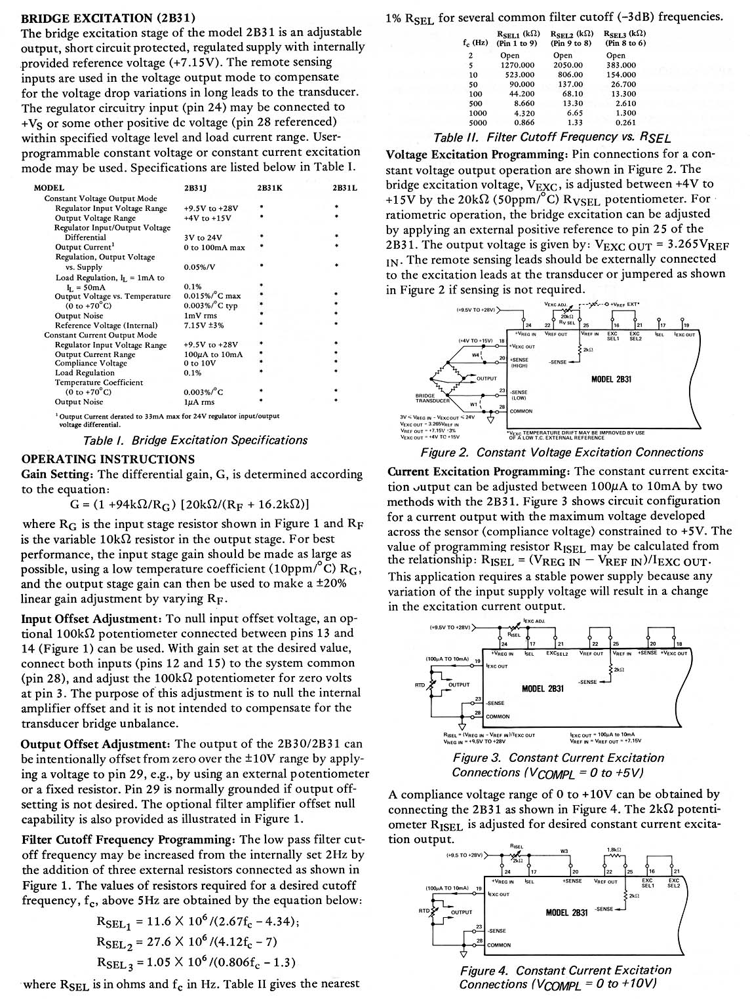 BRIDGE EXCITATION (2B31)
The bridge excitation stage of the model 2B31 is an adjustable
output, short circuit protected, regulated supply with internally
provided reference voltage (+7.15V). The remote sensing
inputs are used in the voltage output mode to compensate
for the voltage drop variations in long leads to the transducer.
The regulator circuitry input (pin 24) may be connected to
+VS or some other positive dc voltage (pin 28 referenced)
within specified voltage level and load current range. User-
programmable constant voltage or constant current excitation
mode may be used. Specifications are listed below in Table I.
MODEL 2B31J 2B31K 2B31L
Constant Voltage Output Mode
Regulator Input Voltage Range +9.5V to +28V * *
Output Voltage Range +4V to +15V * *
Regulator Input/Output Voltage
Differential 3V to 24V * *
Output Current1 0 to 100mA max * *
Regulation, Output Voltage
vs. Supply 0.05%/V * *
Load Regulation, IL = 1mA to
IL = 50mA 0.1% *
Output Voltage vs. Temperature 0.015%/°C max * *
(0 to +70°C) 0.003%/°C typ * *
Output Noise 1mV rms * *
Reference Voltage (Internal) 7.15V ±3% * *
Constant Current Output Mode
Regulator Input Voltage Range +9.5V to +28V * *
Output Current Range 100μA to 10mA * *
Compliance Voltage 0 to 10V * *
Load Regulation 0.1% * *
Temperature Coefficient
(0 to +70°C) 0.003%/°C * *
Output Noise 1μA rms * *
1 Output Current derated to 33mA max for 24V regulator input/output
voltage differential.
Table I. Bridge Excitation Specifications
OPERATING INSTRUCTIONS
Gain Setting: The differential gain, G, is determined according
to the equation:
G = (1 +94kΩ/RG) [20kΩ/(RF + 16.2kΩ)]
where RG is the input stage resistor shown in Figure 1 and RF
is the variable 10kΩ resistor in the output stage. For best
performance, the input stage gain should be made as large as
possible, using a low temperature coefficient (10ppm/°C) RG,
and the output stage gain can then be used to make a ±20%
linear gain adjustment by varying RF.
Input Offset Adjustment: To null input offset voltage, an op-
tional 100kΩ potentiometer connected between pins 13 and
14 (Figure 1) can be used. With gain set at the desired value,
connect both inputs (pins 12 and 15) to the system common
(pin 28), and adjust the 100kΩ potentiometer for zero volts
at pin 3. The purpose of this adjustment is to null the internal
amplifier offset and it is not intended to compensate for the
transducer bridge unbalance.
Output Offset Adjustment: The output of the 2B30/2B31 can
be intentionally offset from zero over the ±10V range by apply-
ing a voltage to pin 29, e.g., by using an external potentiometer
or a fixed resistor. Pin 29 is normally grounded if output off-
setting is not desired. The optional filter amplifier offset null
capability is also provided as illustrated in Figure 1.
Filter Cutoff Frequency Programming: The low pass filter cut-
off frequency may be increased from the internally set 2Hz by
the addition of three external resistors connected as shown in
Figure 1. The values of resistors required for a desired cutoff
frequency, fc, above 5Hz are obtained by the equation below:
RSEL1 = 11.6 X 10⁶/(2.67fc − 4.34);
RSEL2 = 27.6 X 10⁶/(4.12fc − 7)
RSEL3 = 1.05 X 10⁶/(0.806fc − 1.3)
where RSEL is in ohms and fc in Hz. Table II gives the nearest
1% RSEL for several common filter cutoff (−3dB) frequencies.
RSEL1 (kΩ) RSEL2 (kΩ) RSEL3 (kΩ)
fc (Hz) (Pin 1 to 9) (Pin 9 to 8) (Pin 8 to 6)
2 Open Open Open
5 1270.000 2050.00 383.000
10 523.000 806.00 154.000
50 90.000 137.00 26.700
100 44.200 68.10 13.300
500 8.660 13.30 2.610
1000 4.320 6.65 1.300
5000 0.866 1.33 0.261
Table II. Filter Cutoff Frequency vs. RSEL
Voltage Excitation Programming: Pin connections for a con-
stant voltage output operation are shown in Figure 2. The
bridge excitation voltage, VEXC, is adjusted between +4V to
+15V by the 20kΩ (50ppm/°C) RVSEL potentiometer. For
ratiometric operation, the bridge excitation can be adjusted
by applying an external positive reference to pin 25 of the
2B31. The output voltage is given by: VEXC OUT = 3.265VREF
IN. The remote sensing leads should be externally connected
to the excitation leads at the transducer or jumpered as shown
in Figure 2 if sensing is not required.
VEXC ADJ. +VREF EXT*
(+9.5V TO +28V)
20kΩ
RV SEL
24 22 25 16 21 17 19
+VREG IN VREF OUT VREF IN EXC SEL1 EXC SEL2 ISEL IEXC OUT
(+4V TO +15V) 18
+VEXC OUT
2kΩ
W4
20 +SENSE
(HIGH)
-SENSE
OUTPUT
MODEL 2B31
BRIDGE
TRANSDUCER
23 -SENSE
(LOW)
W1
28
COMMON
3V ≤ VREG IN - VEXC OUT ≤ 24V
VEXC OUT = 3.265VREF IN
VREF OUT = +7.15V ±3%
VEXC OUT = +4V TO +15V
*VEXC TEMPERATURE DRIFT MAY BE IMPROVED BY USE
OF A LOW T.C. EXTERNAL REFERENCE
Figure 2. Constant Voltage Excitation Connections
Current Excitation Programming: The constant current excita-
tion output can be adjusted between 100μA to 10mA by two
methods with the 2B31. Figure 3 shows circuit configuration
for a current output with the maximum voltage developed
across the sensor (compliance voltage) constrained to +5V. The
value of programming resistor RISEL may be calculated from
the relationship: RISEL = (VREG IN − VREF IN)/IEXC OUT.
This application requires a stable power supply because any
variation of the input supply voltage will result in a change
in the excitation current output.
IEXC ADJ.
(+9.5V TO +28V)
RISEL
24 17 21 22 25 20 18
+VREG IN ISEL EXCSEL2 VREF OUT VREF IN +SENSE +VEXC OUT
(100μA TO 10mA) 19
IEXC OUT
2kΩ
RTD OUTPUT
-SENSE
MODEL 2B31
23
-SENSE
28
COMMON
RISEL = (VREG IN - VREF IN)/IEXC OUT
VREG IN = +9.5V TO +28V
IEXC OUT = 100μA to 10mA
VREF IN = VREF OUT = +7.15V
Figure 3. Constant Current Excitation
Connections (VCOMPL = 0 to +5V)
A compliance voltage range of 0 to +10V can be obtained by
connecting the 2B31 as shown in Figure 4. The 2kΩ potenti-
ometer RISEL is adjusted for desired constant current excita-
tion output.
RISEL
(+9.5 TO +28V)
2kΩ
W3
1.8kΩ
24 17 20 22 25 16 21
+VREG IN ISEL +SENSE VREF OUT EXC SEL1 EXC SEL2
(100μA TO 10mA) 19
IEXC OUT
2kΩ
RTD OUTPUT
MODEL 2B31
-SENSE
23
-SENSE
28
COMMON
Figure 4. Constant Current Excitation
Connections (VCOMPL = 0 to +10V)